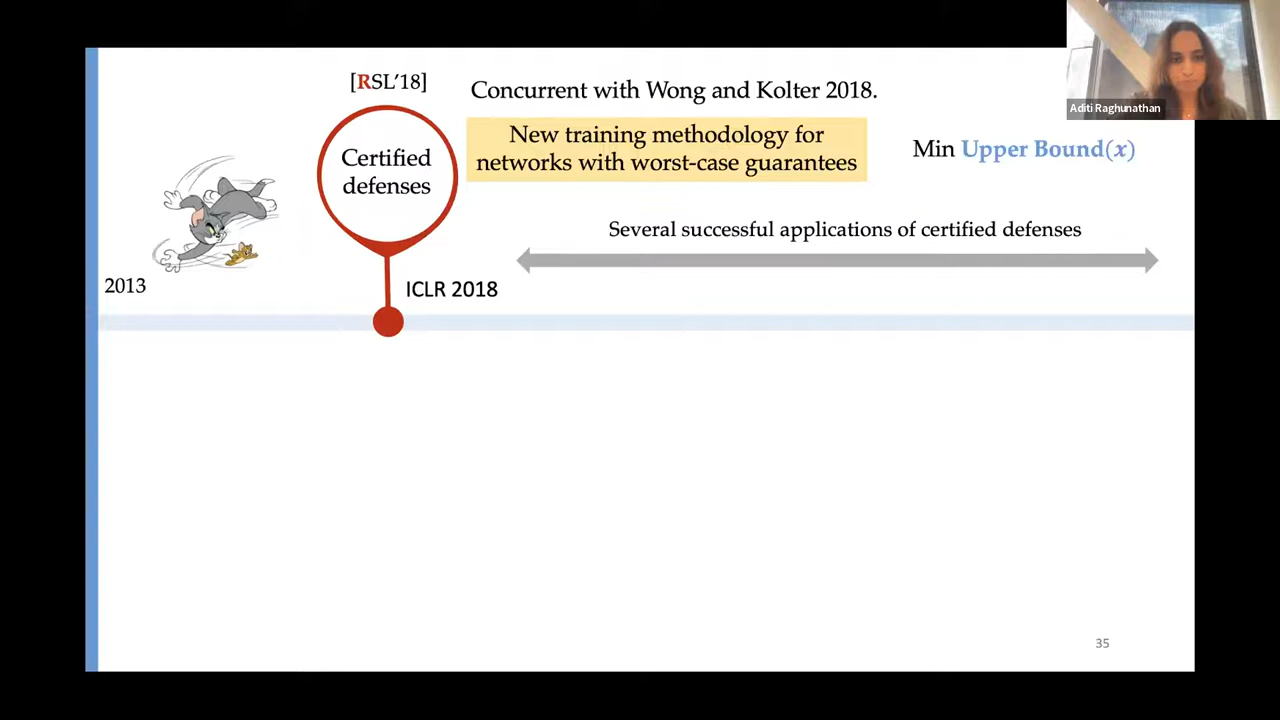 [RSL’18]
Concurrent with Wong and Kolter 2018.
Aditi Raghunathan
Certified
defenses
New training methodology for
networks with worst-case guarantees
Min Upper Bound(x)
Several successful applications of certified defenses
2013
ICLR 2018
35